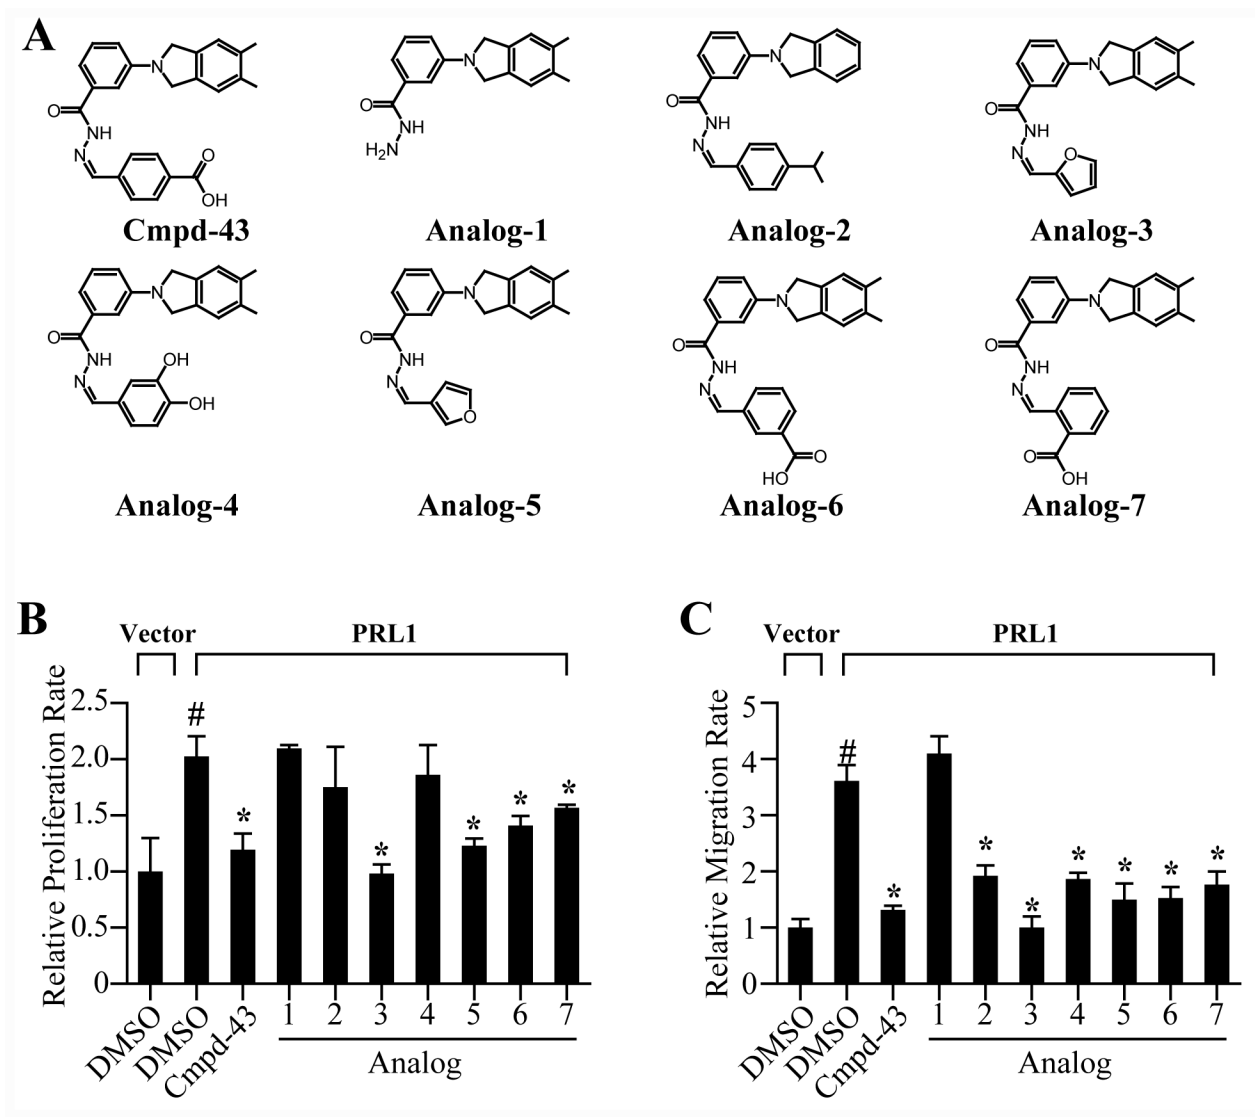 A
N
O
NH
N
O
OH
Cmpd-43
N
O
NH
H2N
Analog-1
N
O
NH
N
Analog-2
N
O
NH
N
O
Analog-3
N
O
NH
N
OH
OH
Analog-4
N
O
NH
N
O
Analog-5
N
O
NH
N
O
HO
Analog-6
N
O
NH
N
O
OH
Analog-7
B
Vector PRL1
Relative Proliferation Rate
2.5
2.0
1.5
1.0
0.5
0
# * * * * *
DMSO DMSO Cmpd-43 1 2 3 4 5 6 7
Analog
C
Vector PRL1
Relative Migration Rate
5
4
3
2
1
0
# * * * * * * *
DMSO DMSO Cmpd-43 1 2 3 4 5 6 7
Analog